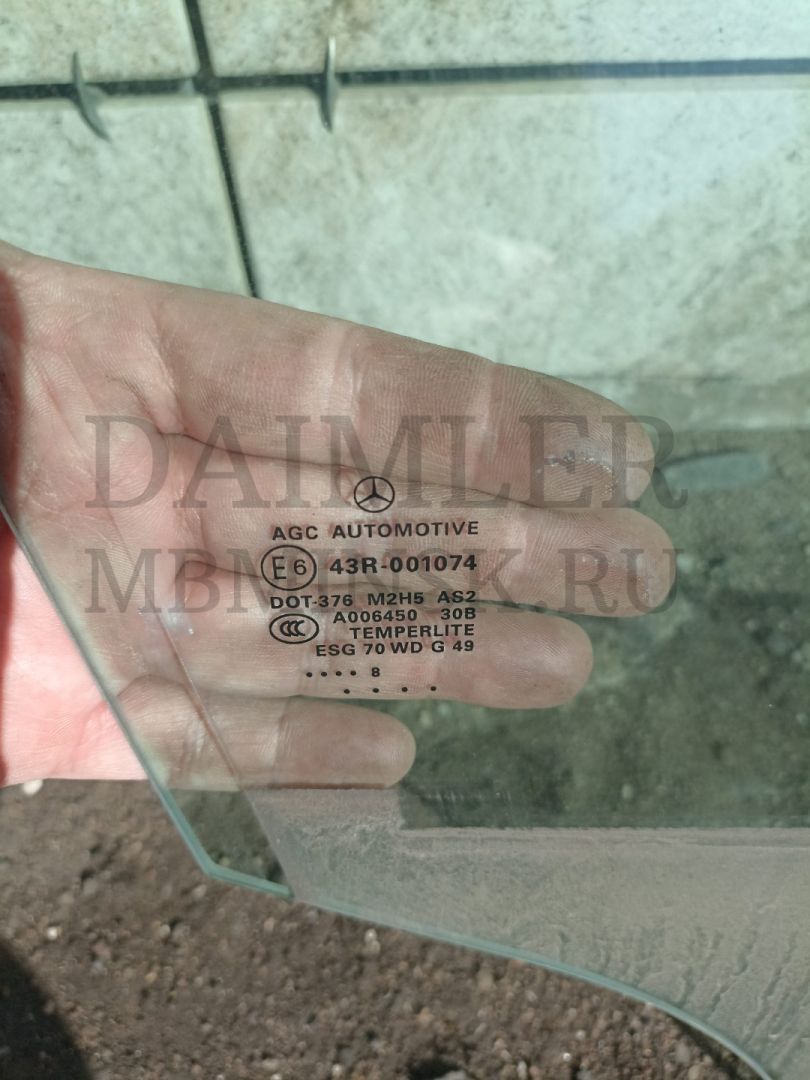 DAIMLER
MBMINSK.RU
AGC AUTOMOTIVE
E6 43R-001074
DOT-376 M2H5 AS2
CCC A006450 30B
TEMPERLITE
ESG 70 WD G 49
.... 8
. . . .